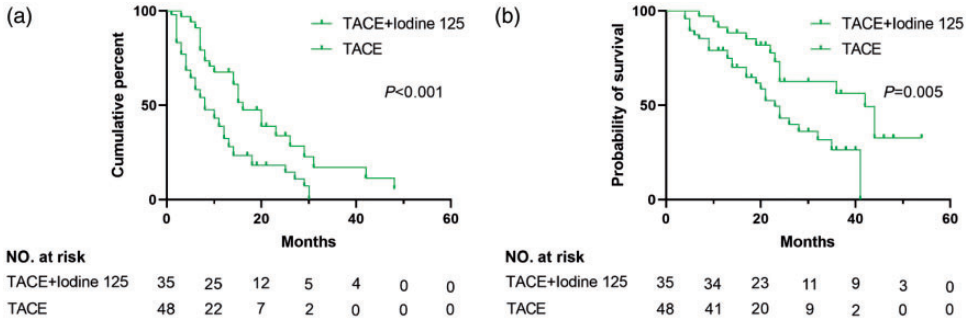 (a)
TACE+Iodine 125
TACE
P<0.001
Cumulative percent
100
50
0
0 20 40 60
Months
NO. at risk
TACE+Iodine 125 35 25 12 5 4 0 0
TACE 48 22 7 2 0 0 0
(b)
TACE+Iodine 125
TACE
P=0.005
Probability of survival
100
50
0
0 10 20 30 40 50 60
Months
NO. at risk
TACE+Iodine 125 35 34 23 11 9 3 0
TACE 48 41 20 9 2 0 0